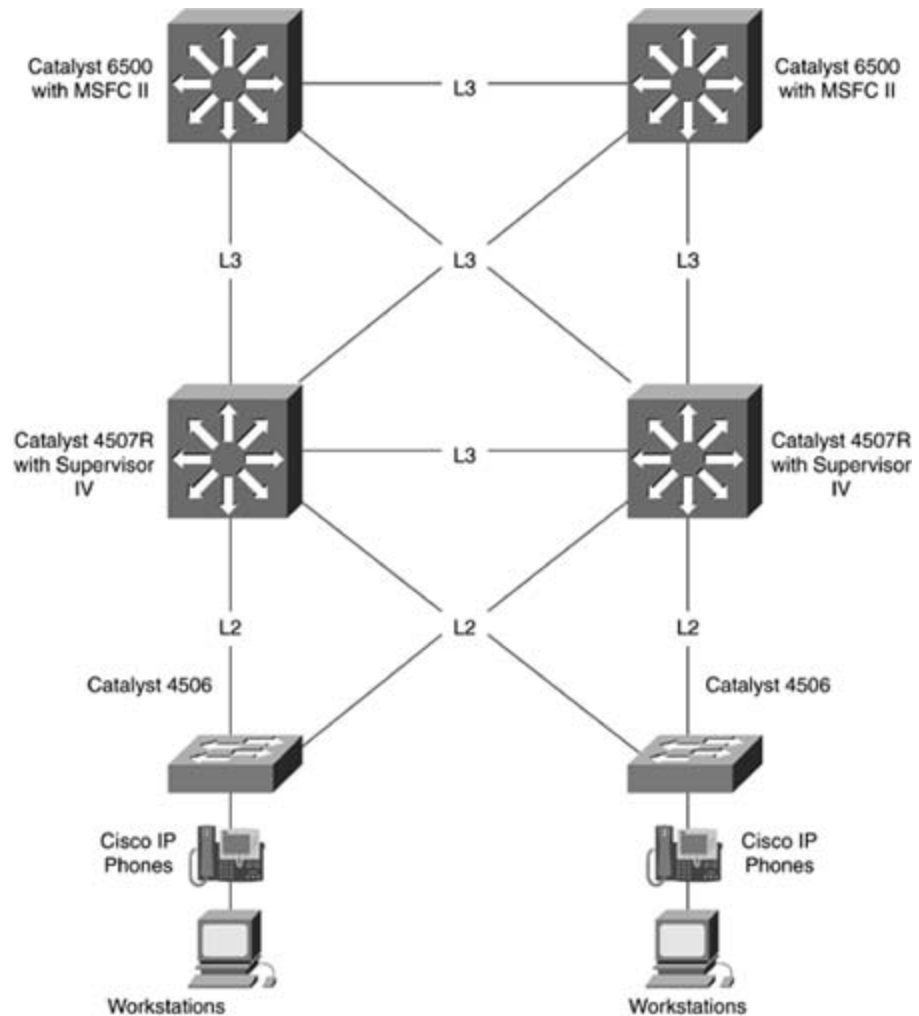 Catalyst 6500
with MSFC II
L3
Catalyst 6500
with MSFC II
L3
L3
L3
Catalyst 4507R
with Supervisor
IV
L3
Catalyst 4507R
with Supervisor
IV
L2
L2
L2
Catalyst 4506
Catalyst 4506
Cisco IP
Phones
Cisco IP
Phones
Workstations
Workstations